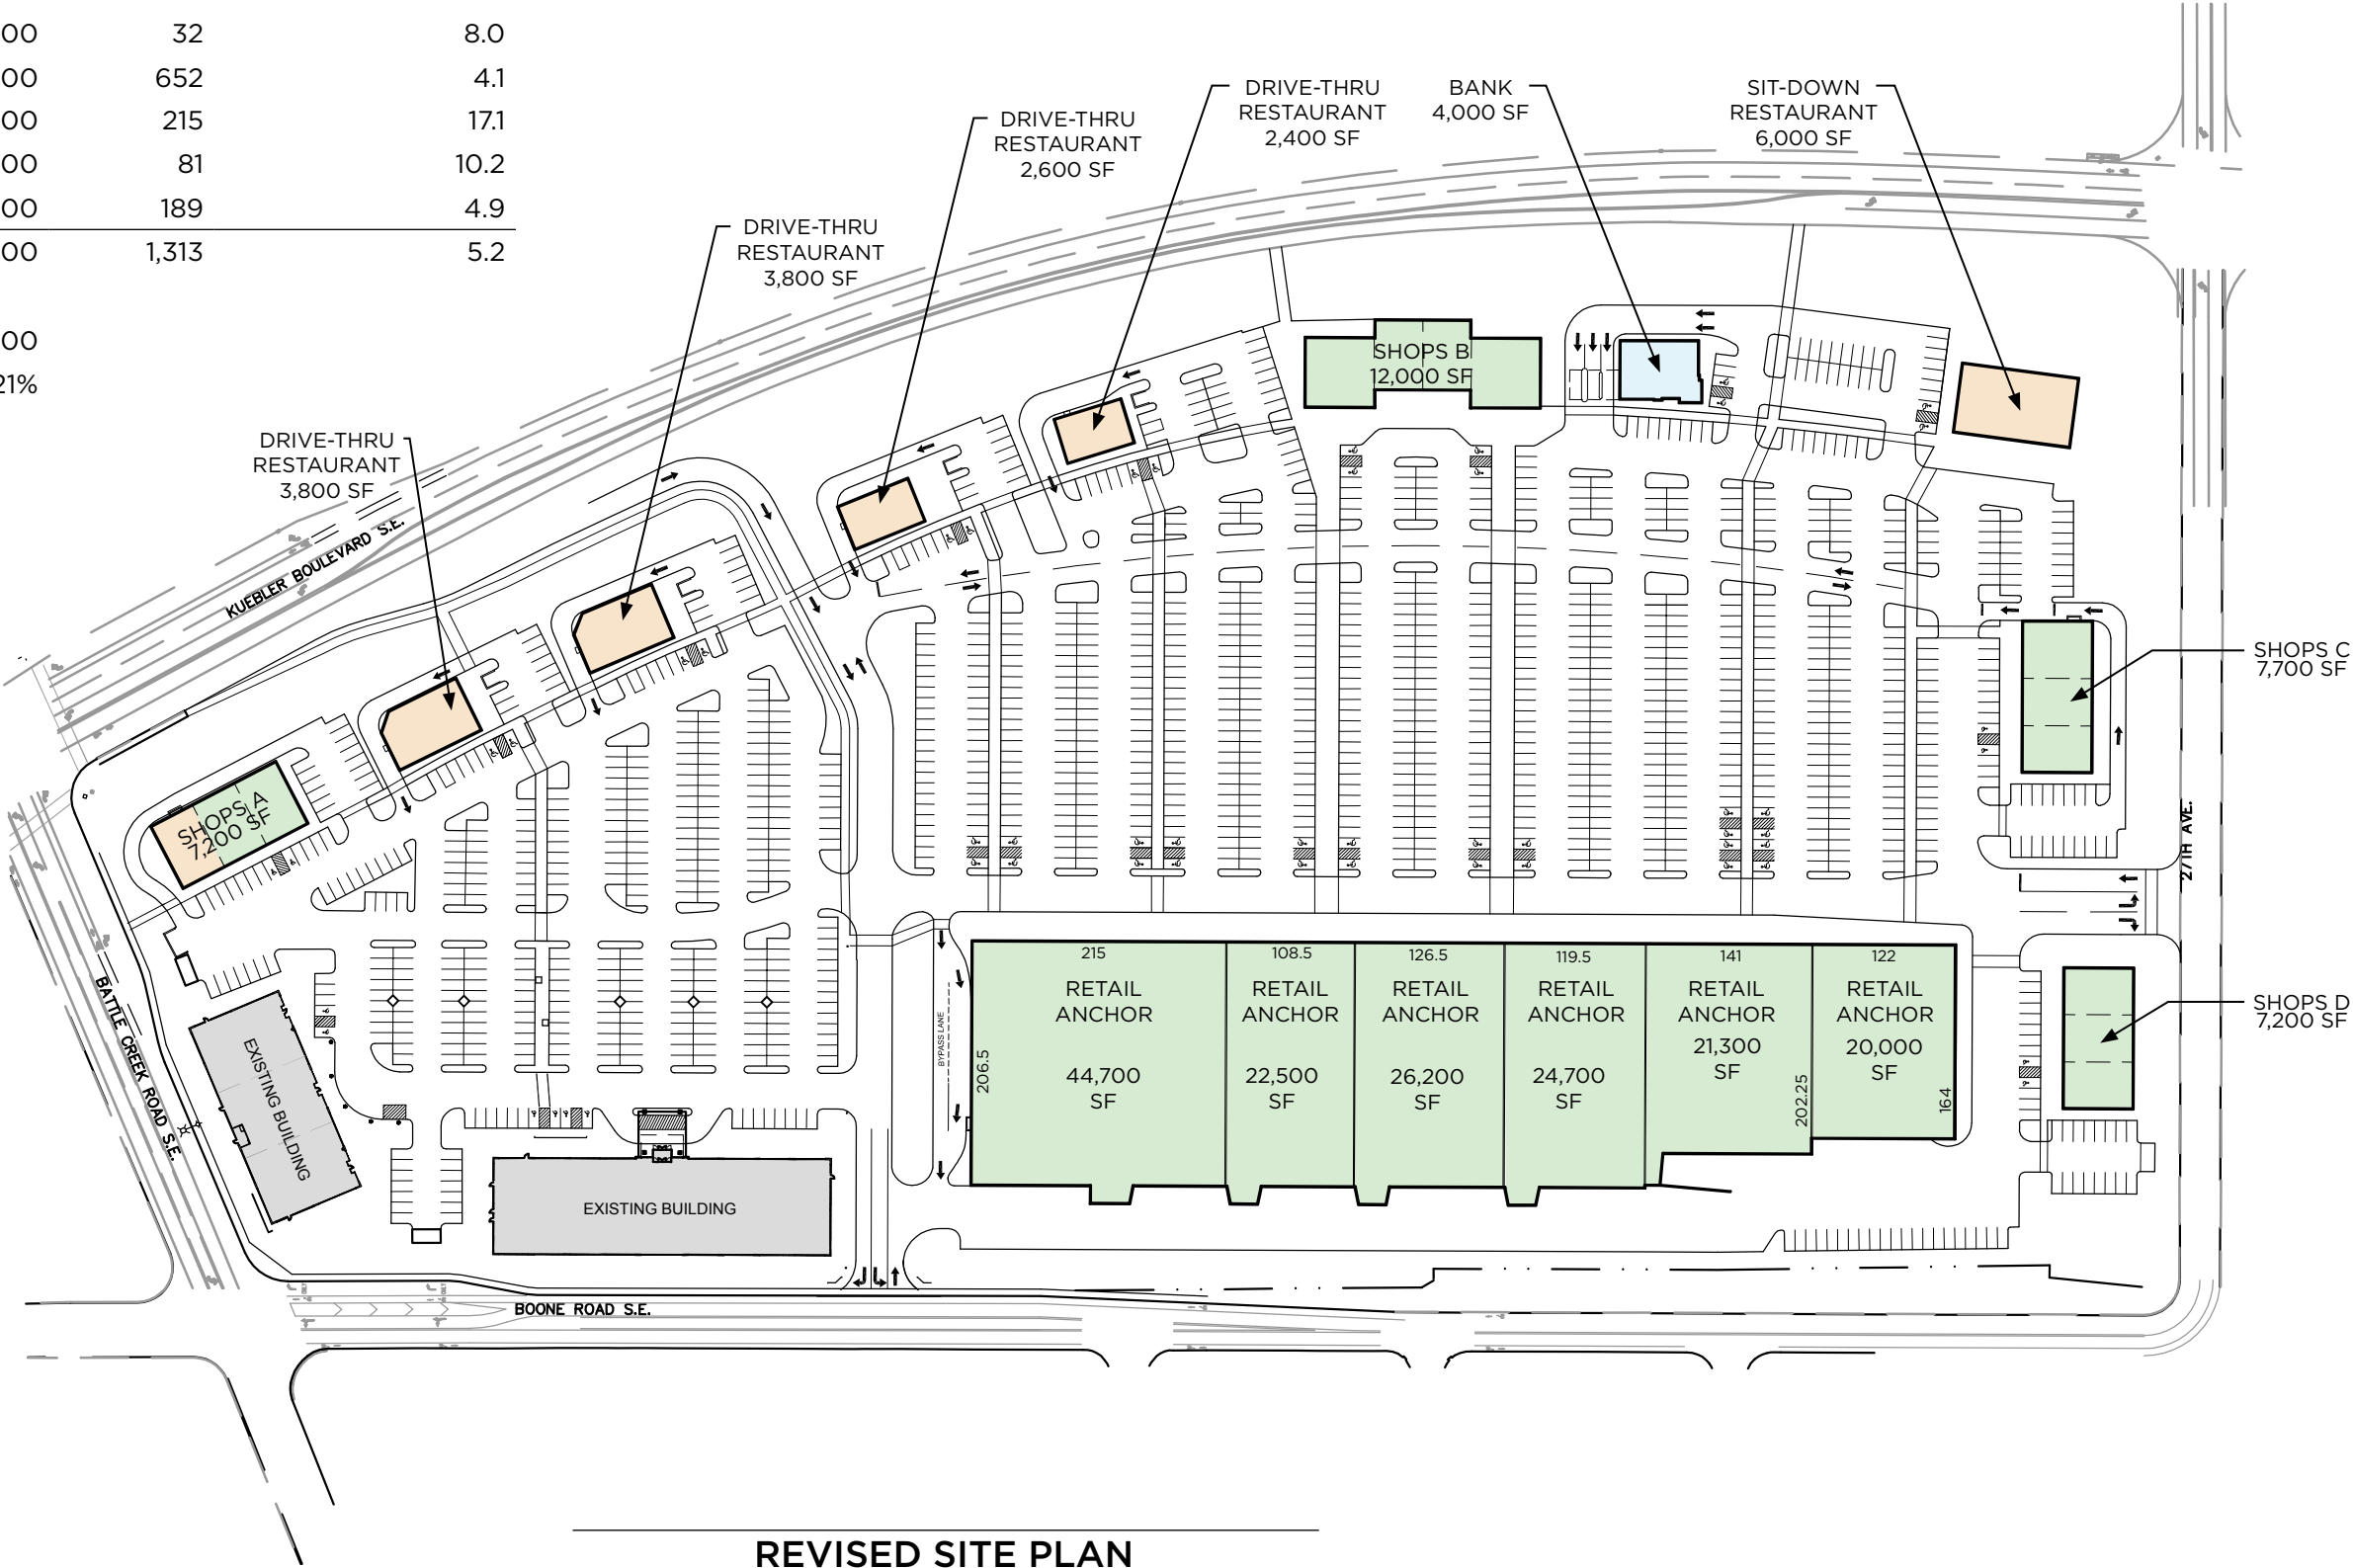 00 32 8.0
00 652 4.1
00 215 17.1
00 81 10.2
00 189 4.9
00 1,313 5.2
00
21%
DRIVE-THRU
RESTAURANT
3,800 SF
DRIVE-THRU
RESTAURANT
3,800 SF
DRIVE-THRU
RESTAURANT
2,600 SF
DRIVE-THRU
RESTAURANT
2,400 SF
BANK
4,000 SF
SIT-DOWN
RESTAURANT
6,000 SF
KUEBLER BOULEVARD S.E.
SHOPS B
12,000 SF
SHOPS A
7,200 SF
SHOPS C
7,700 SF
27TH AVE.
SHOPS D
7,200 SF
BATTLE CREEK ROAD S.E.
EXISTING BUILDING
EXISTING BUILDING
BYPASS LANE
206.5
215
RETAIL
ANCHOR
44,700
SF
108.5
RETAIL
ANCHOR
22,500
SF
126.5
RETAIL
ANCHOR
26,200
SF
119.5
RETAIL
ANCHOR
24,700
SF
141
RETAIL
ANCHOR
21,300
SF
202.25
122
RETAIL
ANCHOR
20,000
SF
164
BOONE ROAD S.E.
REVISED SITE PLAN